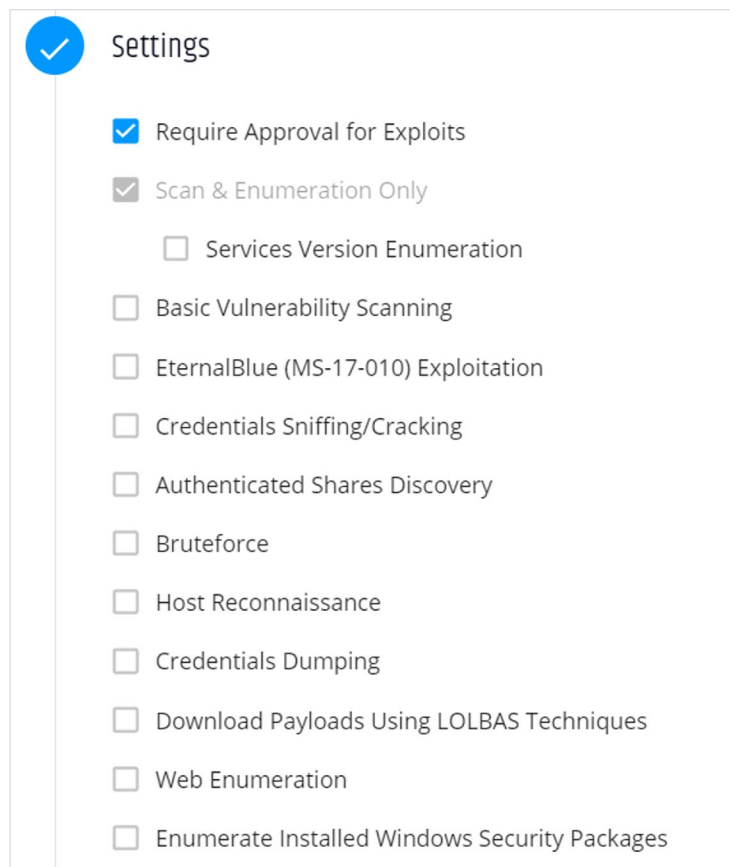 Settings
Require Approval for Exploits
Scan & Enumeration Only
Services Version Enumeration
Basic Vulnerability Scanning
EternalBlue (MS-17-010) Exploitation
Credentials Sniffing/Cracking
Authenticated Shares Discovery
Bruteforce
Host Reconnaissance
Credentials Dumping
Download Payloads Using LOLBAS Techniques
Web Enumeration
Enumerate Installed Windows Security Packages